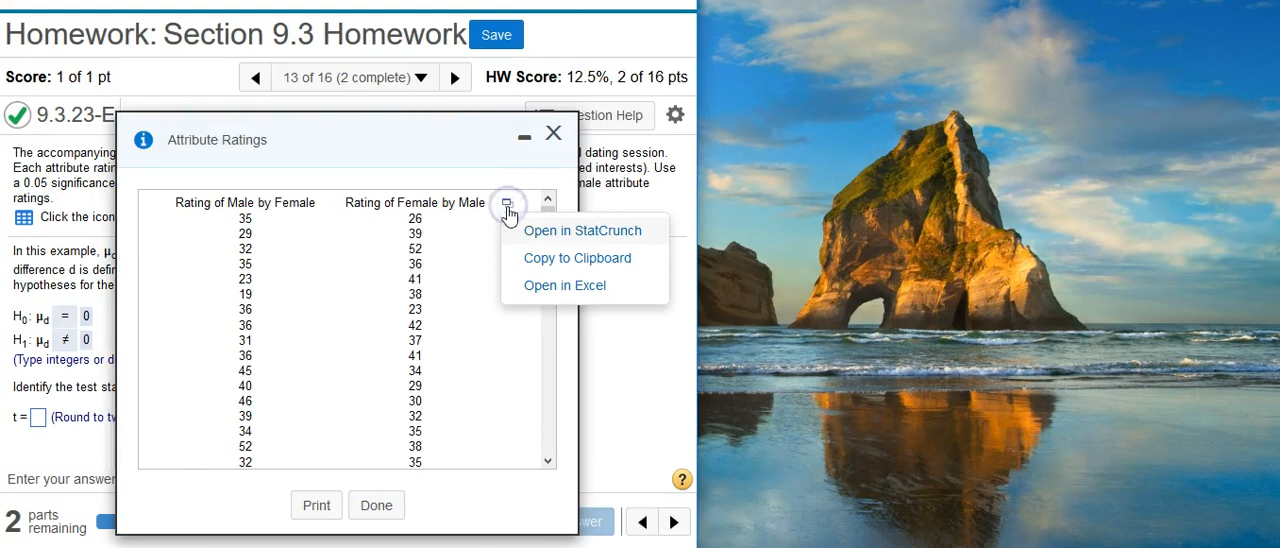 Homework: Section 9.3 Homework Save
Score: 1 of 1 pt 13 of 16 (2 complete) HW Score: 12.5%, 2 of 16 pts
9.3.23-E estion Help
The accompanying dating session.
Each attribute ratin ed interests). Use
a 0.05 significance male attribute
ratings.
Click the icon
In this example, μd
difference d is defin
hypotheses for the
H0: μd = 0
H1: μd ≠ 0
(Type integers or d
Identify the test sta
t = (Round to tw
Enter your answer
2 parts remaining
Attribute Ratings
Rating of Male by Female Rating of Female by Male
35 26
29 39
32 52
35 36
23 41
19 38
36 23
36 42
31 37
36 41
45 34
40 29
46 30
39 32
34 35
52 38
32 35
Open in StatCrunch
Copy to Clipboard
Open in Excel
Print Done
wer
?